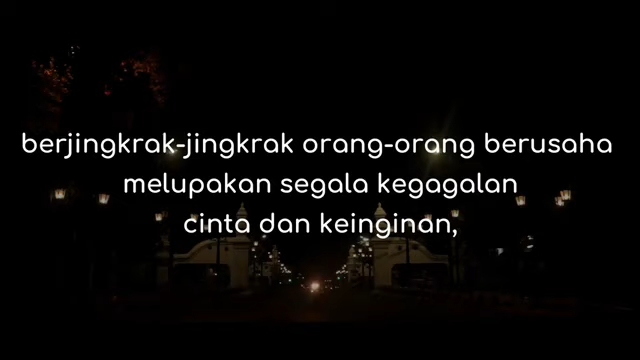 berjingkrak-jingkrak orang-orang berusaha
melupakan segala kegagalan
cinta dan keinginan,